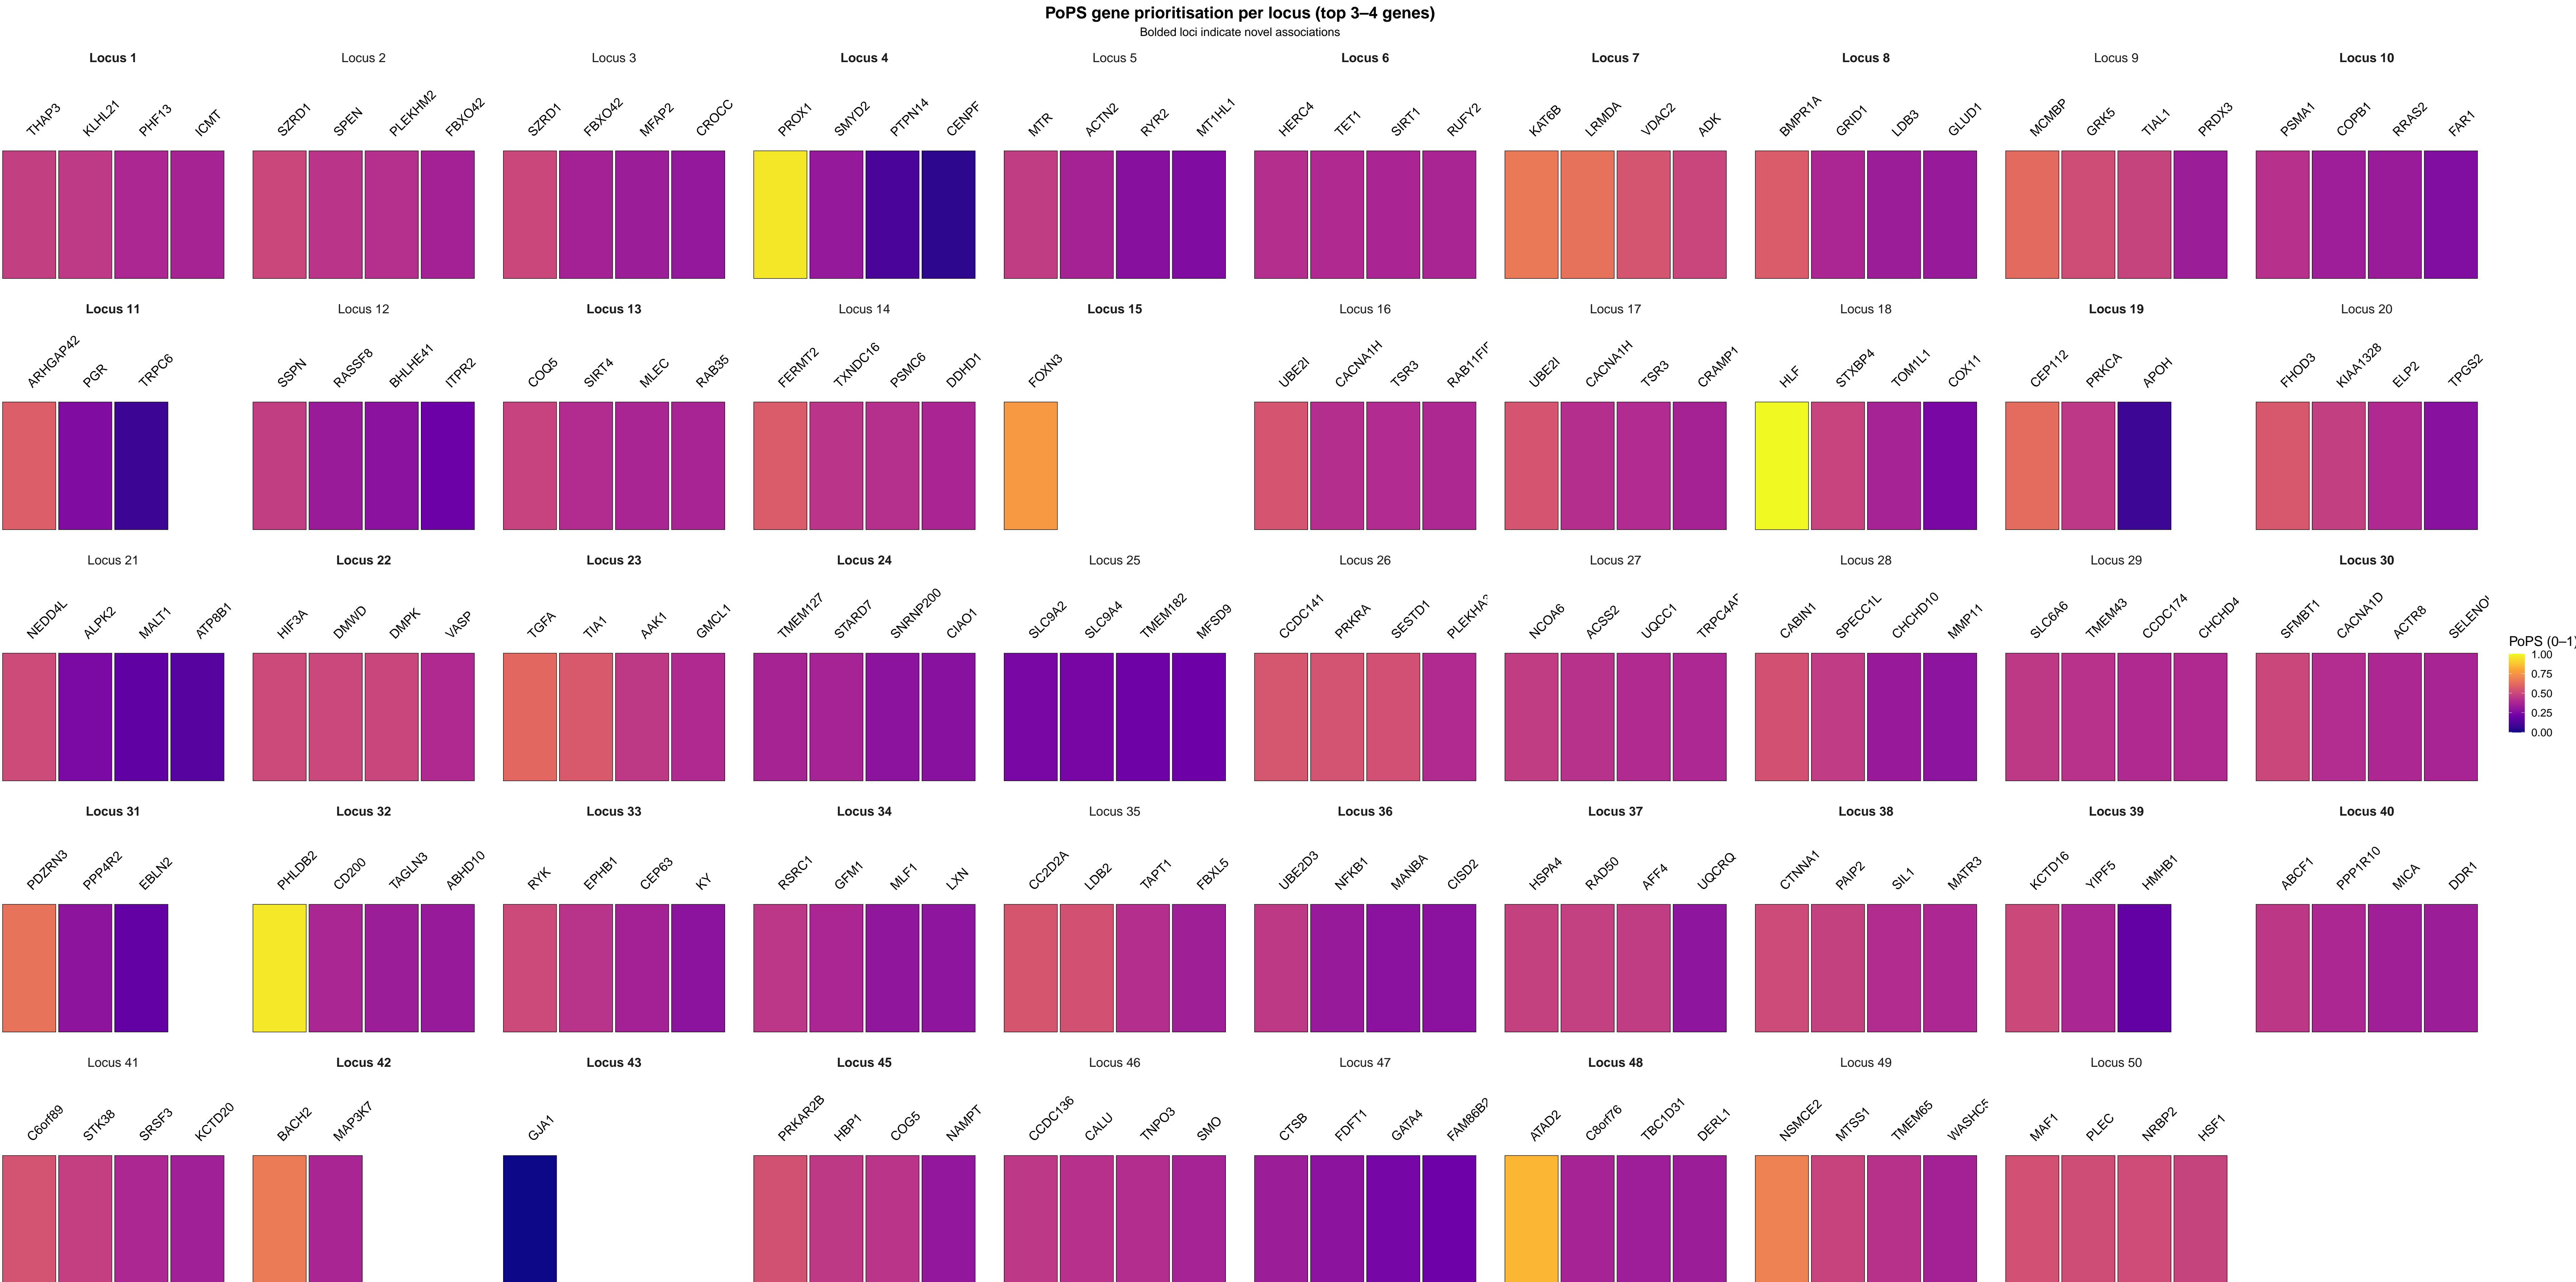 PoPS gene prioritisation per locus (top 3–4 genes)
Bolded loci indicate novel associations
Locus 1 Locus 2 Locus 3 Locus 4 Locus 5 Locus 6 Locus 7 Locus 8 Locus 9 Locus 10
THAP3 KLHL21 PHF13 ICMT SZRD1 SPEN PLEKHM2 FBXO42 SZRD1 FBXO42 MFAP2 CROCC PROX1 SMYD2 PTPN14 CENPF MTR ACTN2 RYR2 MT1HL1 HERC4 TET1 SIRT1 RUFY2 KAT6B LRMDA VDAC2 ADK BMPR1A GRID1 LDB3 GLUD1 MCMBP GRK5 TIAL1 PRDX3 PSMA1 COPB1 RRAS2 FAR1
Locus 11 Locus 12 Locus 13 Locus 14 Locus 15 Locus 16 Locus 17 Locus 18 Locus 19 Locus 20
ARHGAP42 PGR TRPC6 SSPN RASSF8 BHLHE41 ITPR2 COQ5 SIRT4 MLEC RAB35 FERMT2 TXNDC16 PSMC6 DDHD1 FOXN3 UBE2I CACNA1H TSR3 UBE2I CACNA1H TSR3 CRAMP1 HLF STXBP4 TOM1L1 COX11 CEP112 PRKCA APOH FHOD3 KIAA1328 ELP2 TPGS2
Locus 21 Locus 22 Locus 23 Locus 24 Locus 25 Locus 26 Locus 27 Locus 28 Locus 29 Locus 30
NEDD4L ALPK2 MALT1 ATP8B1 HIF3A DMWD DMPK VASP TGFA TIA1 AAK1 GMCL1 TMEM127 STARD7 SNRNP200 CIAO1 SLC9A2 SLC9A4 TMEM182 MFSD9 CCDC141 PRKRA SESTD1 NCOA6 ACSS2 UQCC1 CABIN1 SPECC1L CHCHD10 MMP11 SLC6A6 TMEM43 CCDC174 CHCHD4 SFMBT1 CACNA1D ACTR8
PoPS (0–1)
1.00
0.75
0.50
0.25
0.00
Locus 31 Locus 32 Locus 33 Locus 34 Locus 35 Locus 36 Locus 37 Locus 38 Locus 39 Locus 40
PDZRN3 PPP4R2 EBLN2 PHLDB2 CD200 TAGLN3 ABHD10 RYK EPHB1 CEP63 KY RSRC1 GFM1 MLF1 LXN CC2D2A LDB2 TAPT1 FBXL5 UBE2D3 NFKB1 MANBA CISD2 HSPA4 RAD50 AFF4 UQCRQ CTNNA1 PAIP2 SIL1 MATR3 KCTD16 YIPF5 HMHB1 ABCF1 PPP1R10 MICA DDR1
Locus 41 Locus 42 Locus 43 Locus 45 Locus 46 Locus 47 Locus 48 Locus 49 Locus 50
C6orf89 STK38 SRSF3 KCTD20 BACH2 MAP3K7 GJA1 PRKAR2B HBP1 COG5 NAMPT CCDC136 CALU TNPO3 SMO CTSB FDFT1 GATA4 ATAD2 C8orf76 TBC1D31 DERL1 NSMCE2 MTSS1 TMEM65 MAF1 PLEC NRBP2 HSF1